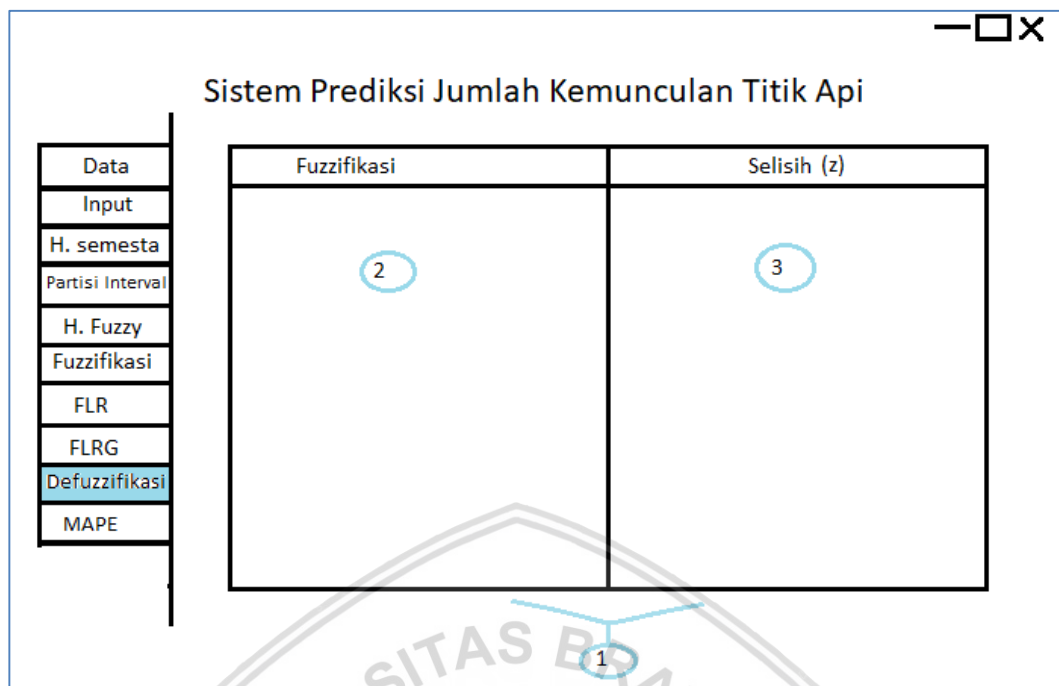 Sistem Prediksi Jumlah Kemunculan Titik Api
Data
Input
H. semesta
Partisi Interval
H. Fuzzy
Fuzzifikasi
FLR
FLRG
Defuzzifikasi
MAPE
Fuzzifikasi
Selisih (z)
2
3
1
SITAS BRA